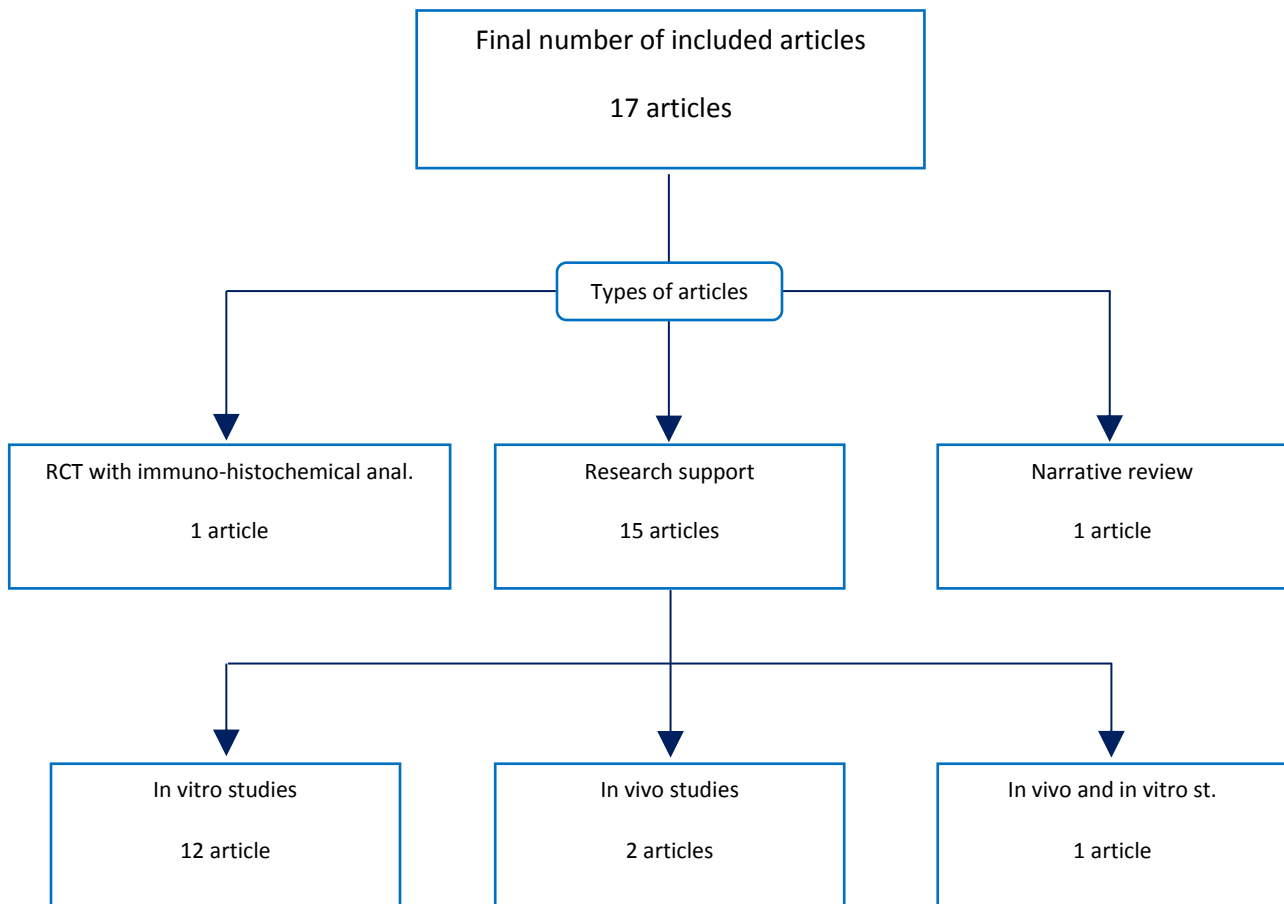 Final number of included articles
17 articles
Types of articles
RCT with immuno-histochemical anal.
1 article
Research support
15 articles
Narrative review
1 article
In vitro studies
12 article
In vivo studies
2 articles
In vivo and in vitro st.
1 article